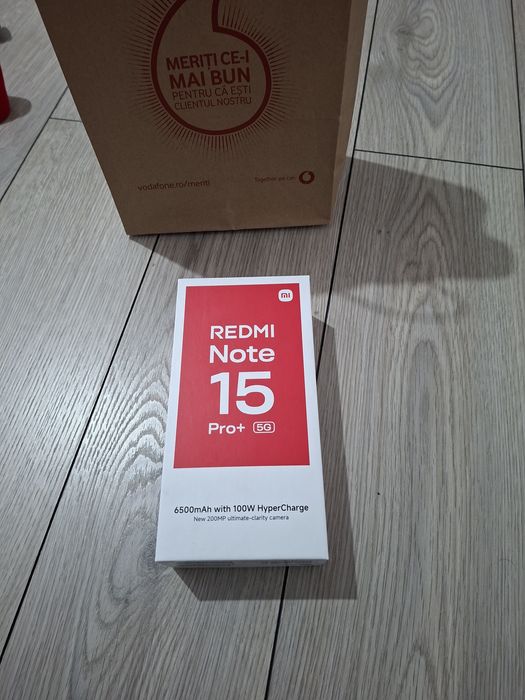 MERIȚI CE-I
MAI BUN
PENTRU CĂ EȘTI
CLIENTUL NOSTRU
vodafone.ro/meriti
Together we can
mi
REDMI
Note
15
Pro+ 5G
6500mAh with 100W HyperCharge
New 200MP ultimate-clarity camera